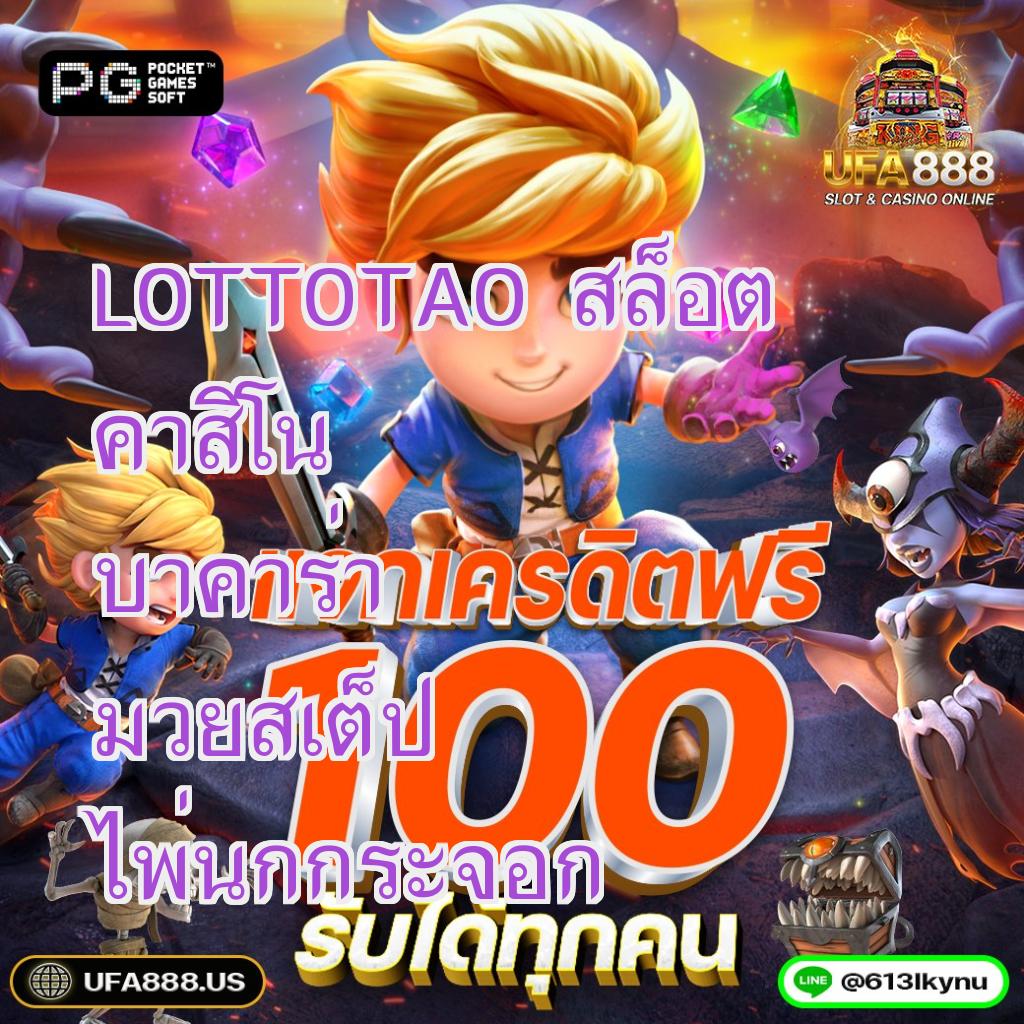 PG POCKET GAMES SOFT™
UFA888
SLOT & CASINO ONLINE
LOTTOTAO สล็อต
คาสิโน
บาคาร่า
เครดิตฟรี
มวยสเต็ป
100
ไพ่นกกระจอก
รับได้ทุกคน
UFA888.US
LINE @613lkynu